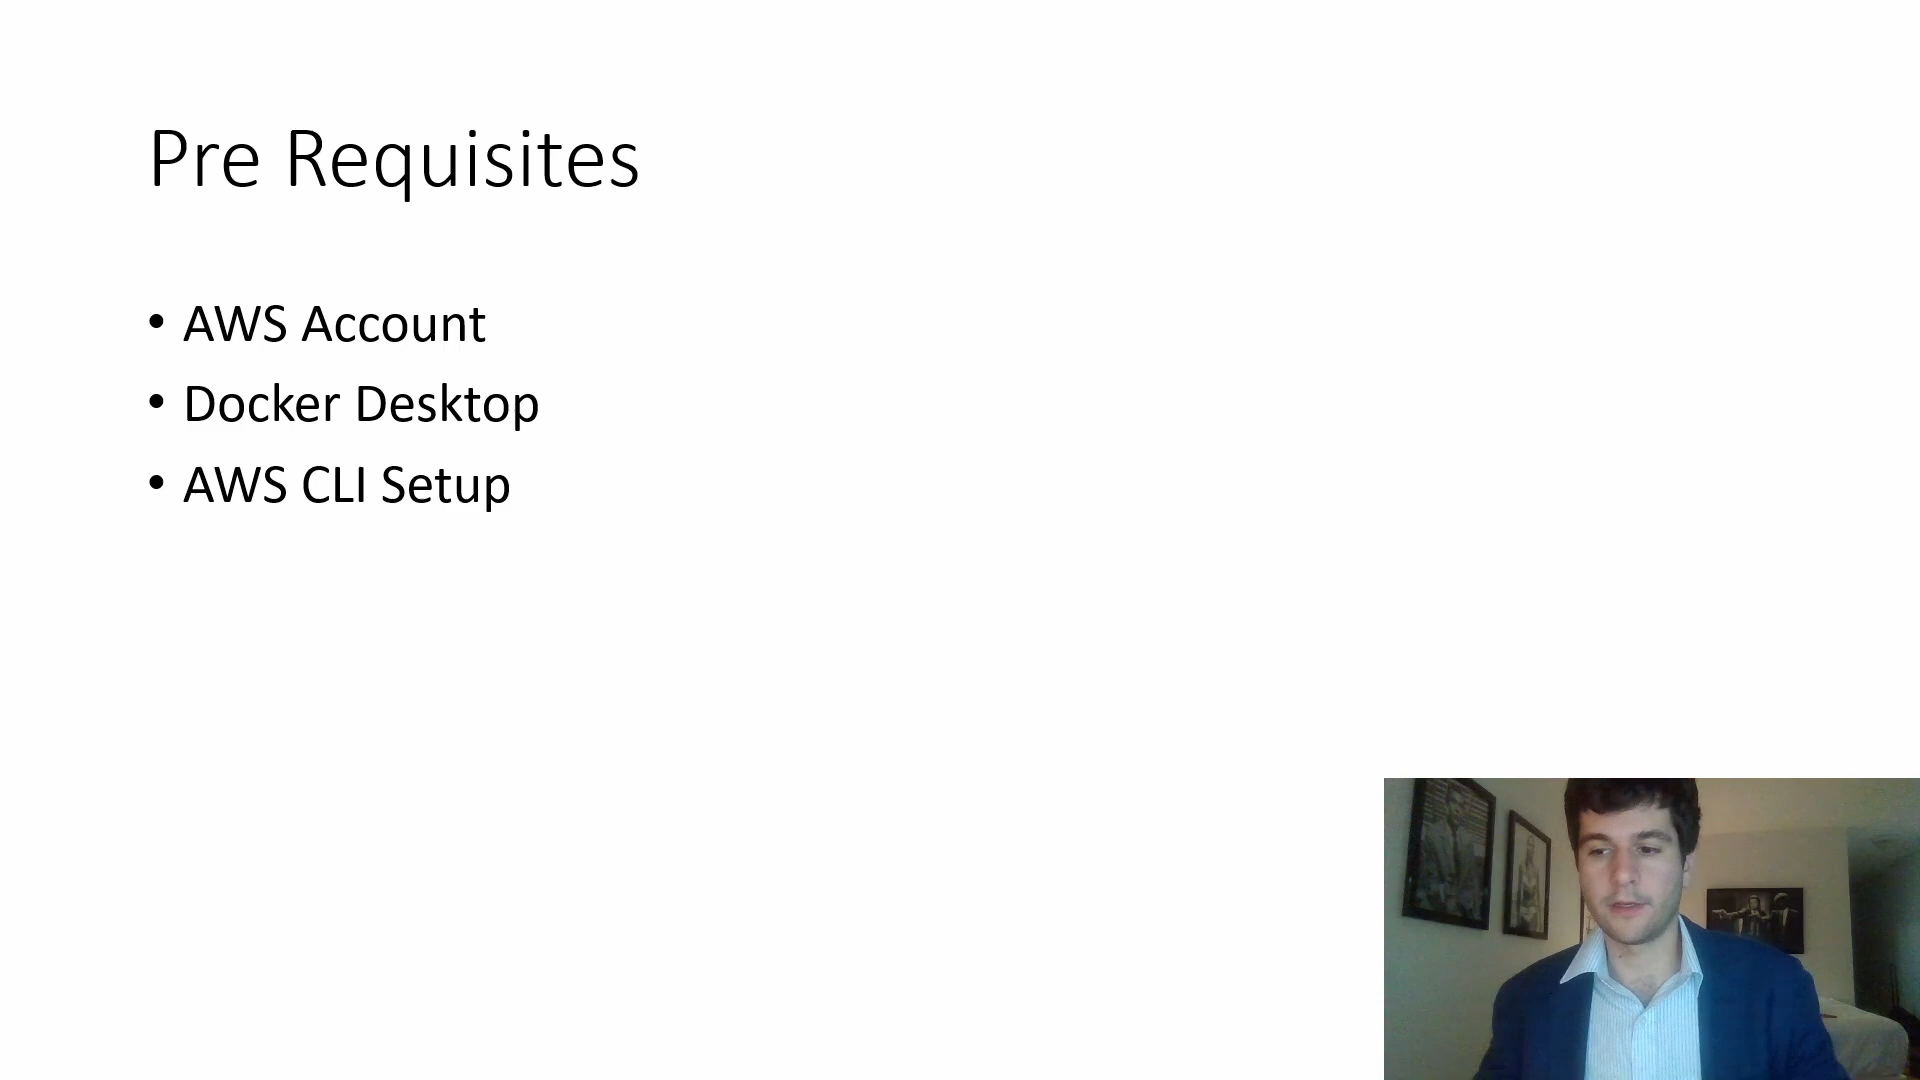 Pre Requisites
• AWS Account
• Docker Desktop
• AWS CLI Setup